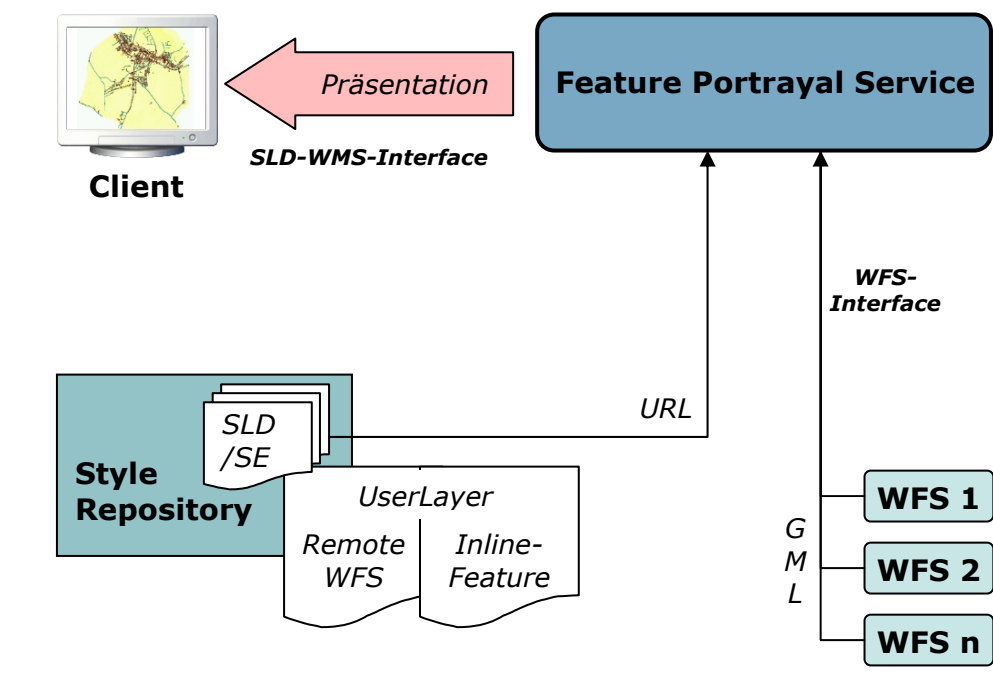 Präsentation
Feature Portrayal Service
SLD-WMS-Interface
Client
WFS-
Interface
URL
SLD
/SE
Style
Repository
UserLayer
Remote
WFS
Inline-
Feature
G
M
L
WFS 1
WFS 2
WFS n